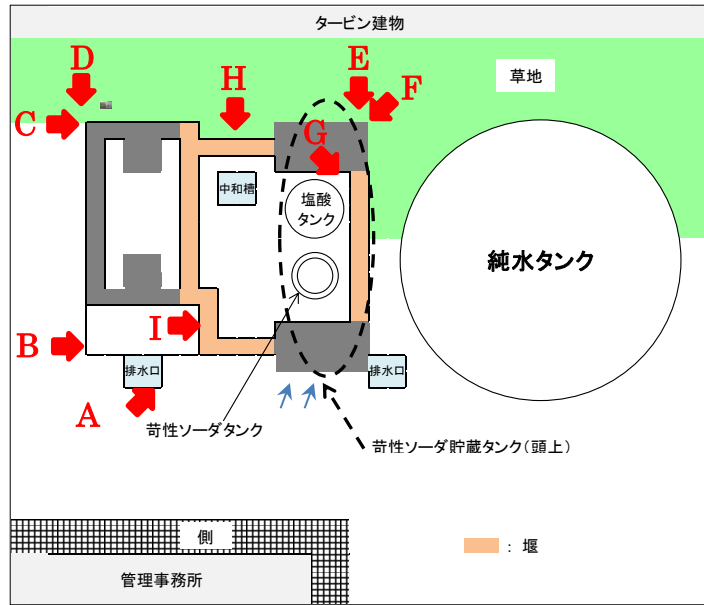 タービン建物
D
H
E
F
草地
C
G
中和槽
塩酸
タンク
純水タンク
I
B
排水口
排水口
A
苛性ソーダタンク
苛性ソーダ貯蔵タンク(頭上)
側
：堰
管理事務所